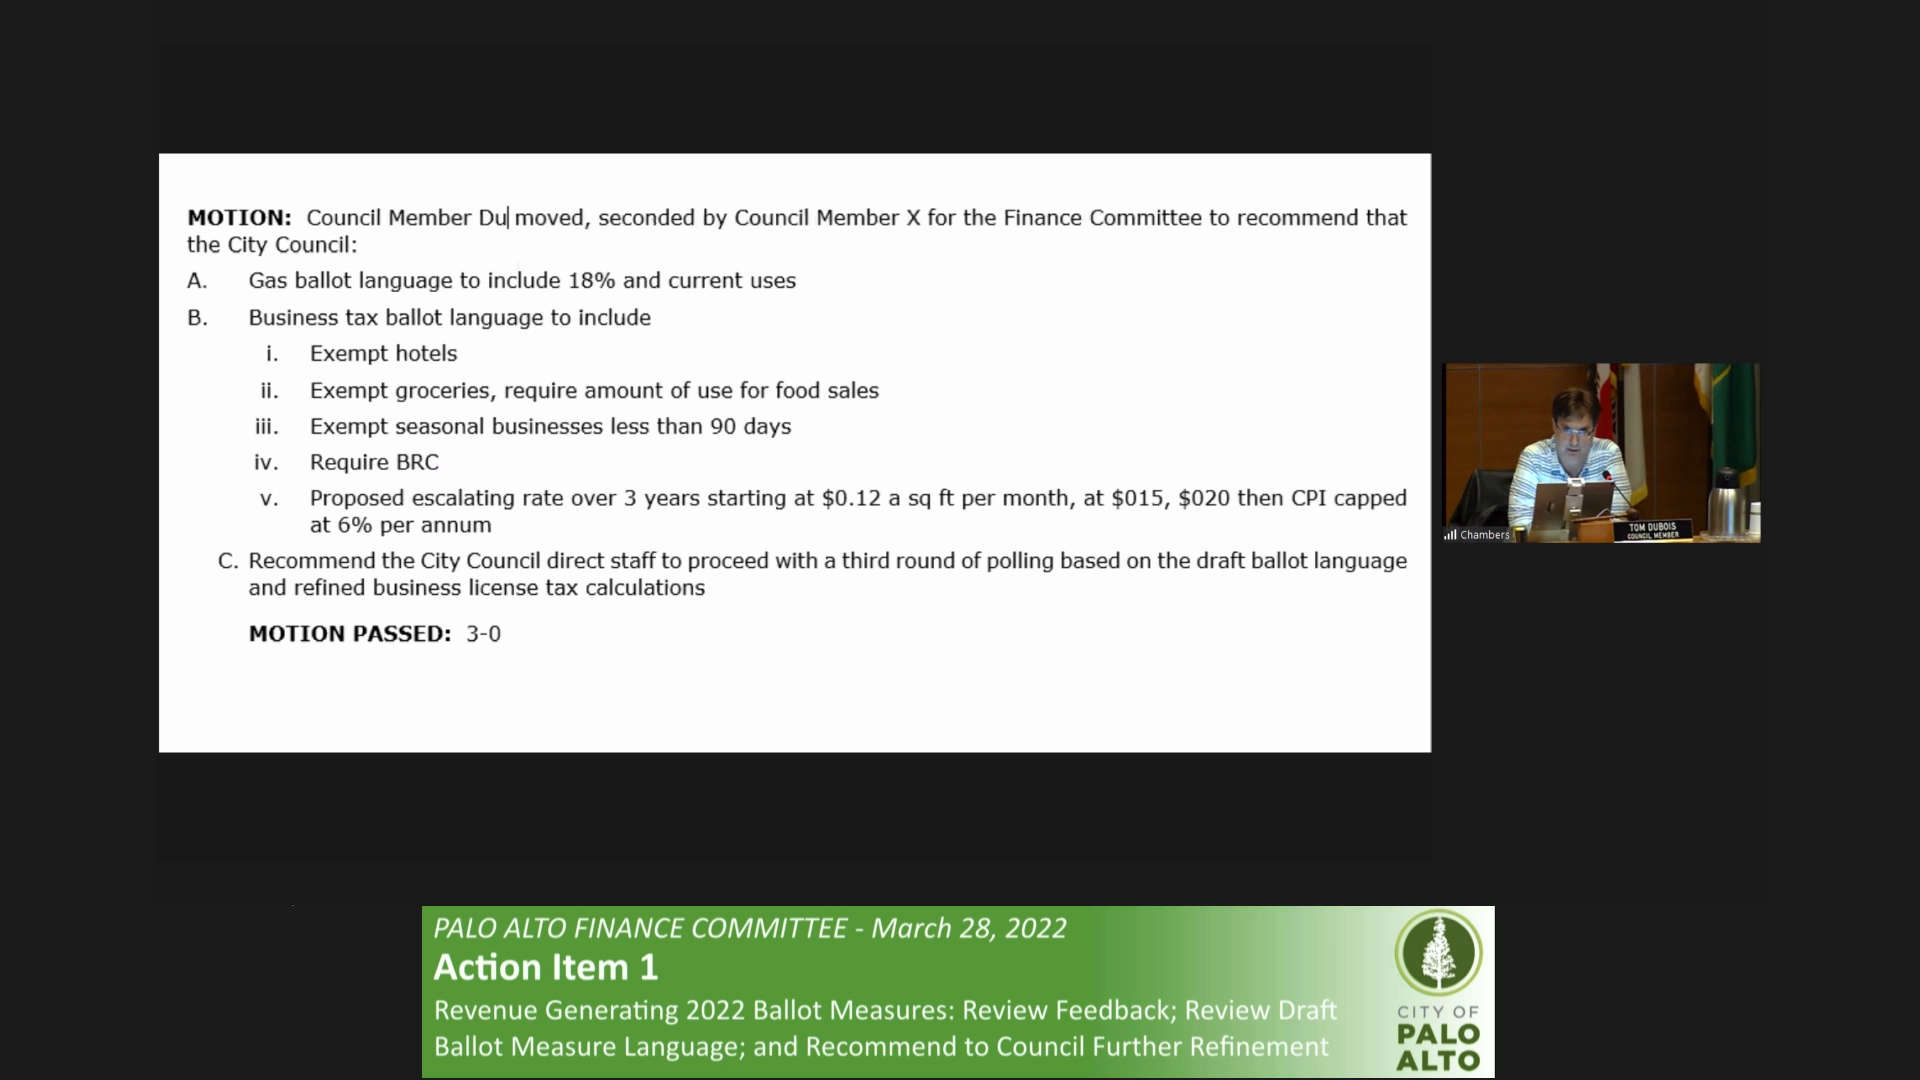 MOTION: Council Member Du moved, seconded by Council Member X for the Finance Committee to recommend that
the City Council:
A. Gas ballot language to include 18% and current uses
B. Business tax ballot language to include
i. Exempt hotels
ii. Exempt groceries, require amount of use for food sales
iii. Exempt seasonal businesses less than 90 days
iv. Require BRC
v. Proposed escalating rate over 3 years starting at $0.12 a sq ft per month, at $015, $020 then CPI capped
at 6% per annum
C. Recommend the City Council direct staff to proceed with a third round of polling based on the draft ballot language
and refined business license tax calculations
MOTION PASSED: 3-0
TOM DUBOIS
COUNCIL MEMBER
Chambers
PALO ALTO FINANCE COMMITTEE - March 28, 2022
Action Item 1
Revenue Generating 2022 Ballot Measures: Review Feedback; Review Draft
Ballot Measure Language; and Recommend to Council Further Refinement
CITY OF
PALO
ALTO